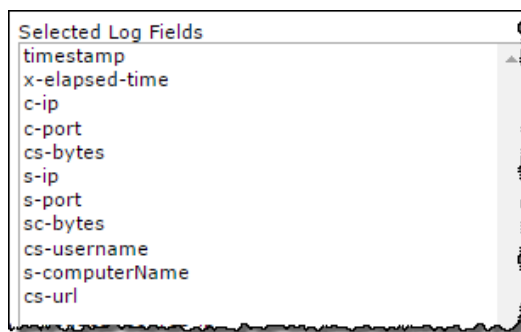 Selected Log Fields
timestamp
x-elapsed-time
c-ip
c-port
cs-bytes
s-ip
s-port
sc-bytes
cs-username
s-computerName
cs-url